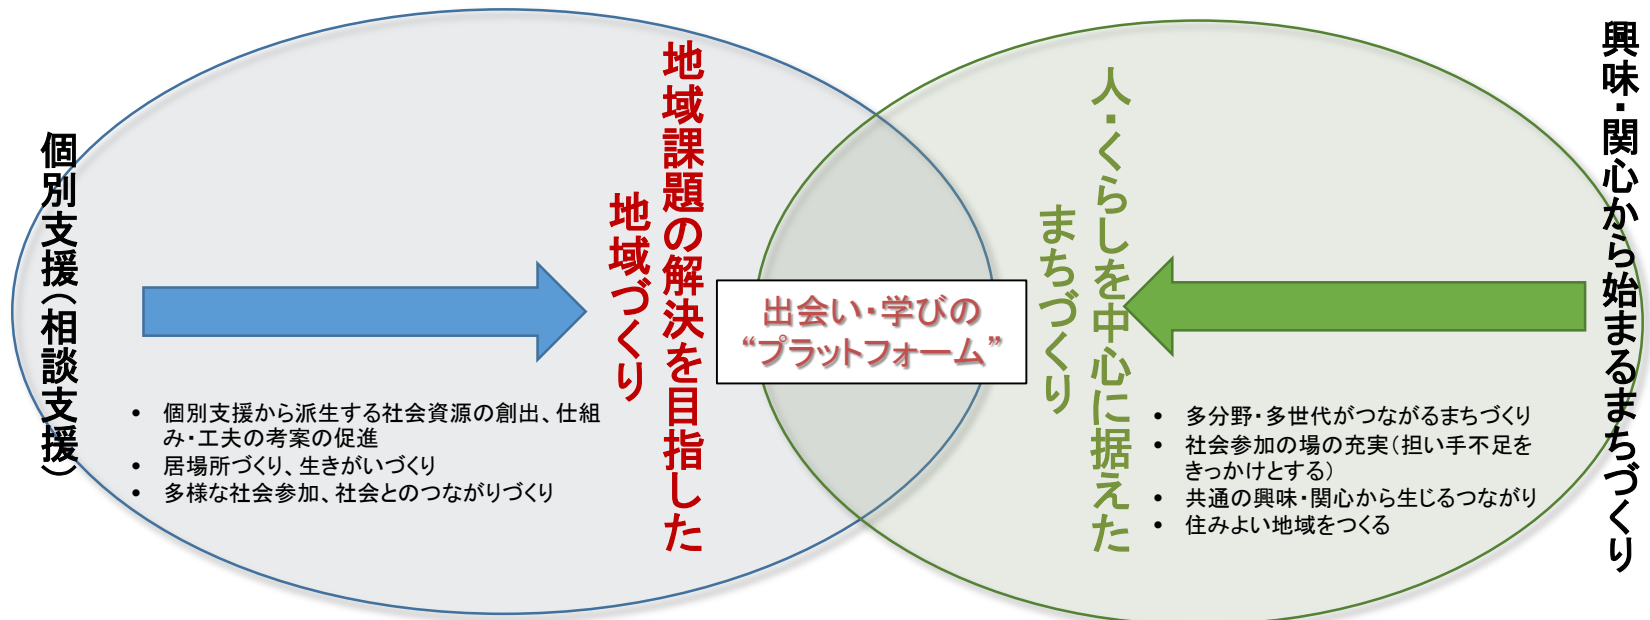 個別支援(相談支援)
地域課題の解決を目指した
地域づくり
• 個別支援から派生する社会資源の創出、仕組
み・工夫の考案の促進
• 居場所づくり、生きがいづくり
• 多様な社会参加、社会とのつながりづくり
出会い・学びの
“プラットフォーム”
人・くらしを中心に据えた
まちづくり
• 多分野・多世代がつながるまちづくり
• 社会参加の場の充実(担い手不足を
きっかけとする)
• 共通の興味・関心から生じるつながり
• 住みよい地域をつくる
興味・関心から始まるまちづくり